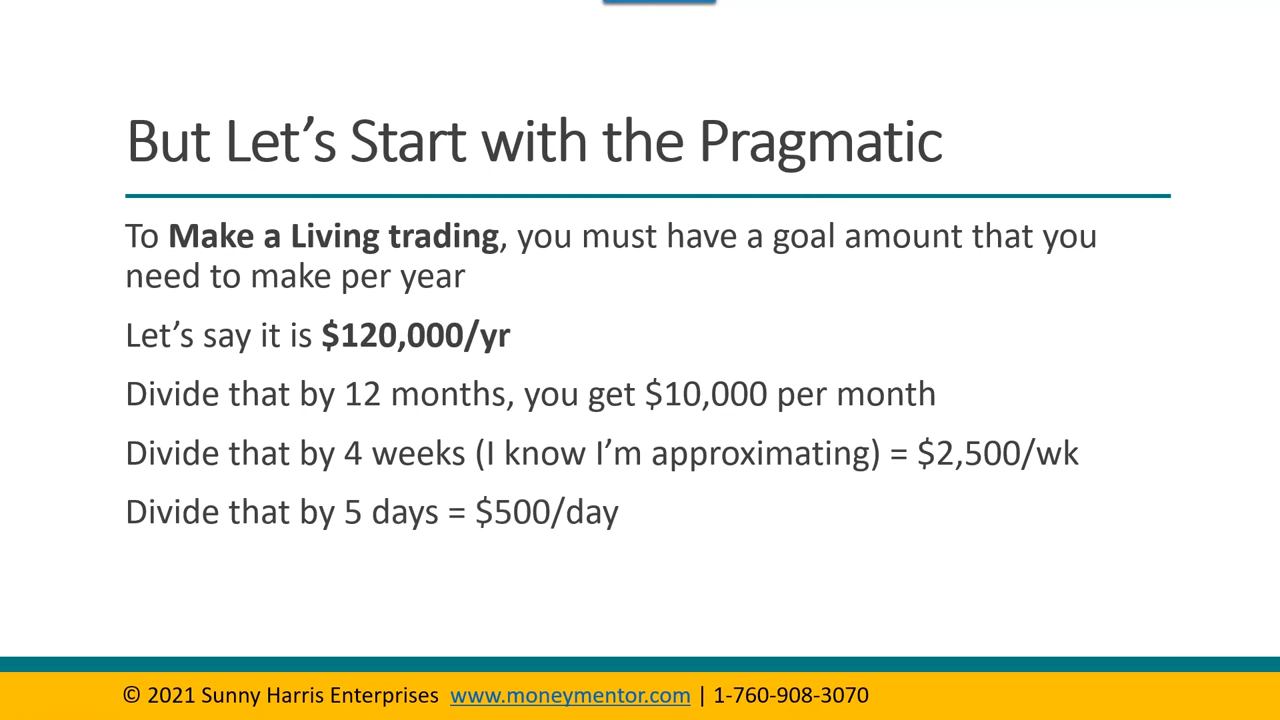 But Let’s Start with the Pragmatic
To Make a Living trading, you must have a goal amount that you
need to make per year
Let’s say it is $120,000/yr
Divide that by 12 months, you get $10,000 per month
Divide that by 4 weeks (I know I’m approximating) = $2,500/wk
Divide that by 5 days = $500/day
© 2021 Sunny Harris Enterprises www.moneymentor.com | 1-760-908-3070